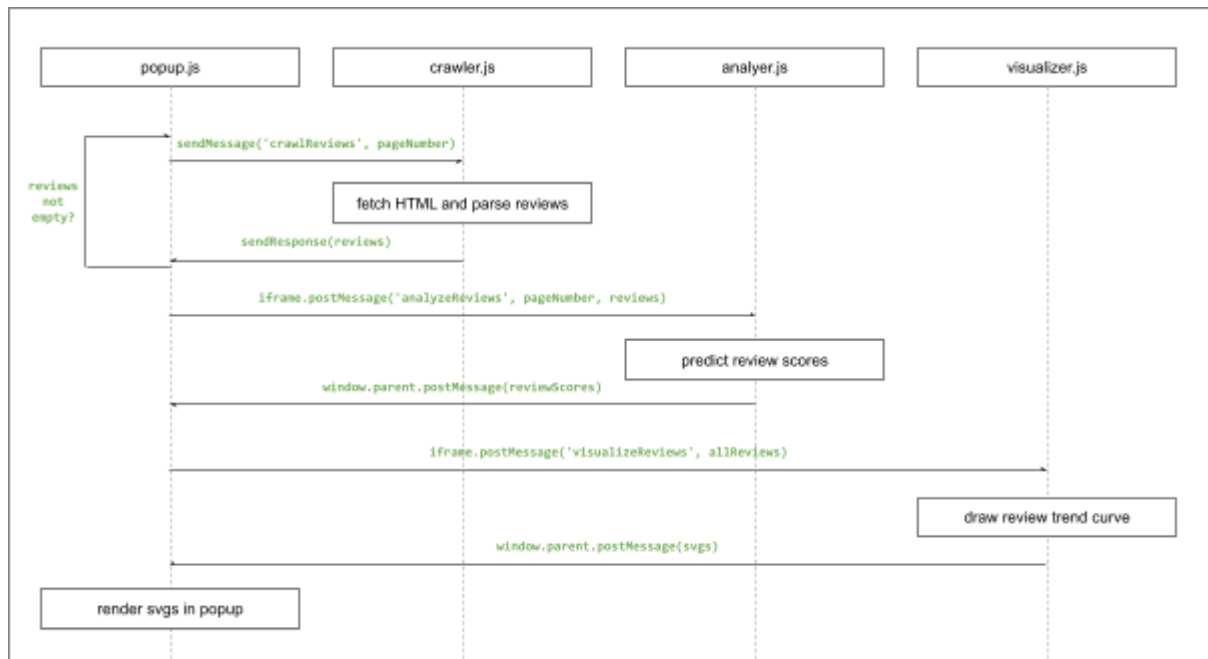 popup.js
crawler.js
analyer.js
visualizer.js
sendMessage('crawlReviews', pageNumber)
reviews
not
empty?
fetch HTML and parse reviews
sendResponse(reviews)
iframe.postMessage('analyzeReviews', pageNumber, reviews)
predict review scores
window.parent.postMessage(reviewScores)
iframe.postMessage('visualizeReviews', allReviews)
draw review trend curve
window.parent.postMessage(svgs)
render svgs in popup